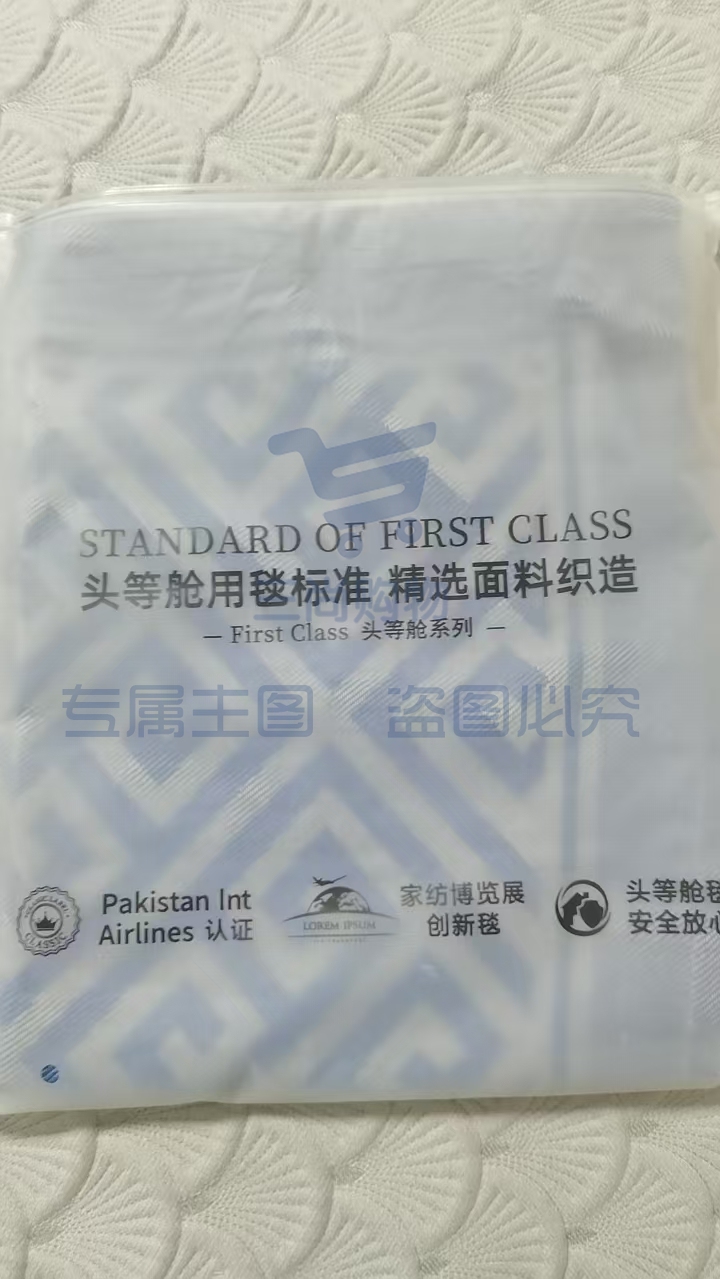 STANDARD OF FIRST CLASS
头等舱用毯标准 精选面料织造
— First Class 头等舱系列 —
专属主图 盗图必究
CLASSIC
Pakistan Int
Airlines 认证
LOREM IPSUM
家纺博览展
创新毯
头等舱毯
安全放心